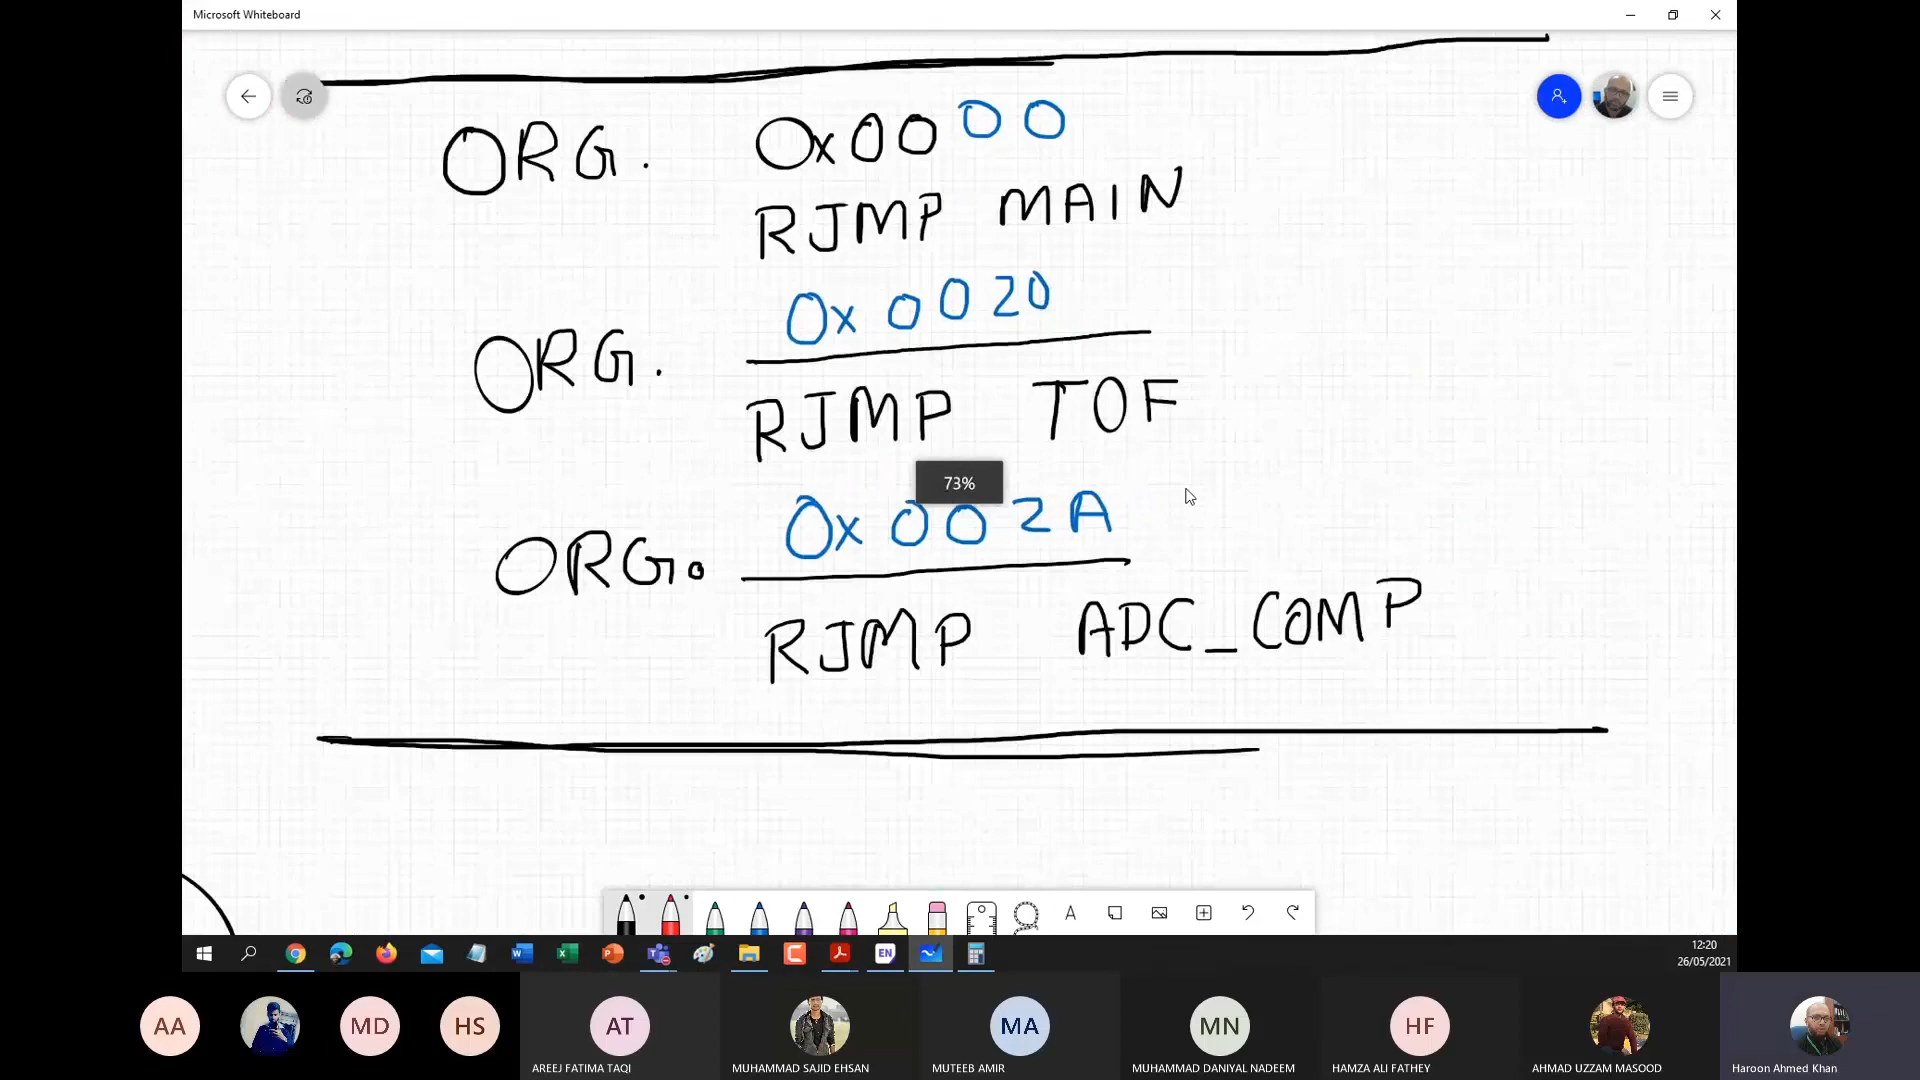 Microsoft Whiteboard
ORG. 0x0000
RJMP MAIN
ORG. 0x0020
RJMP TOF
73%
ORG. 0x002A
RJMP ADC_COMP
A
EN
12:20
26/05/2021
AA
MD
HS
AT
MA
MN
HF
AREEJ FATIMA TAQI
MUHAMMAD SAJID EHSAN
MUTEEB AMIR
MUHAMMAD DANIYAL NADEEM
HAMZA ALI FATHEY
AHMAD UZZAM MASOOD
Haroon Ahmed Khan